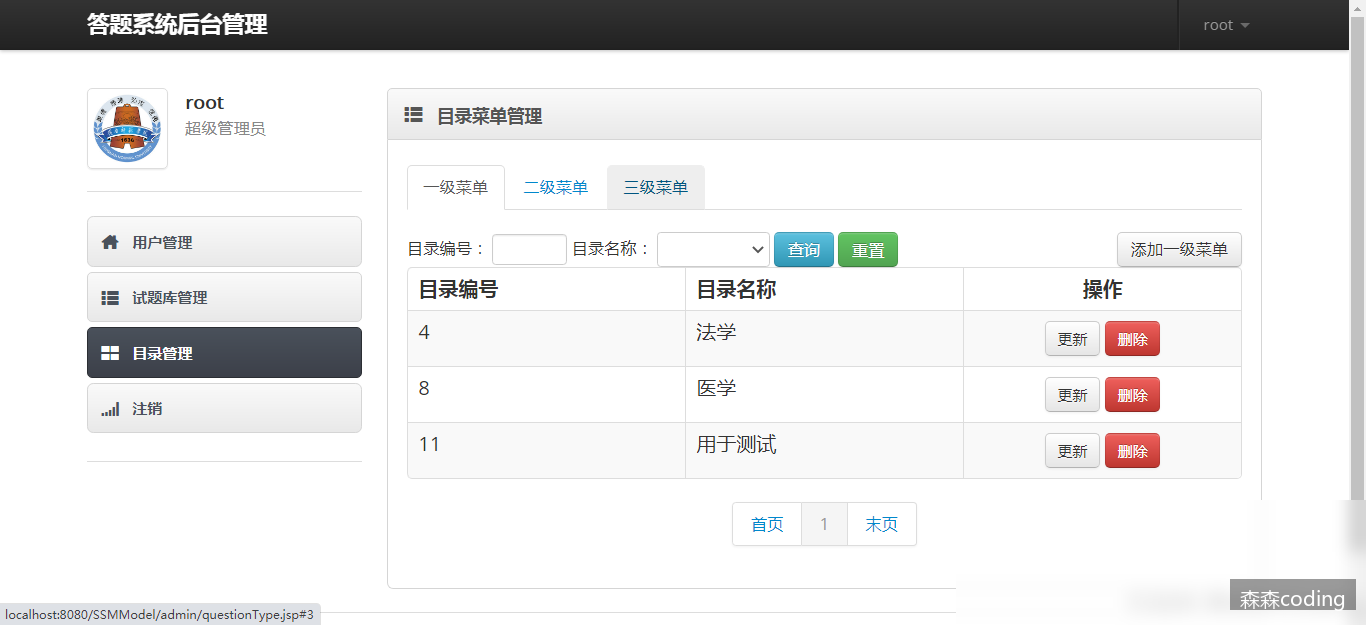 答题系统后台管理
root
root
超级管理员
用户管理
试题库管理
目录管理
注销
目录菜单管理
一级菜单 二级菜单 三级菜单
目录编号： 目录名称： 查询 重置 添加一级菜单
目录编号 目录名称 操作
4 法学 更新 删除
8 医学 更新 删除
11 用于测试 更新 删除
首页 1 末页
localhost:8080/SSMModel/admin/questionType.jsp#3
森森coding